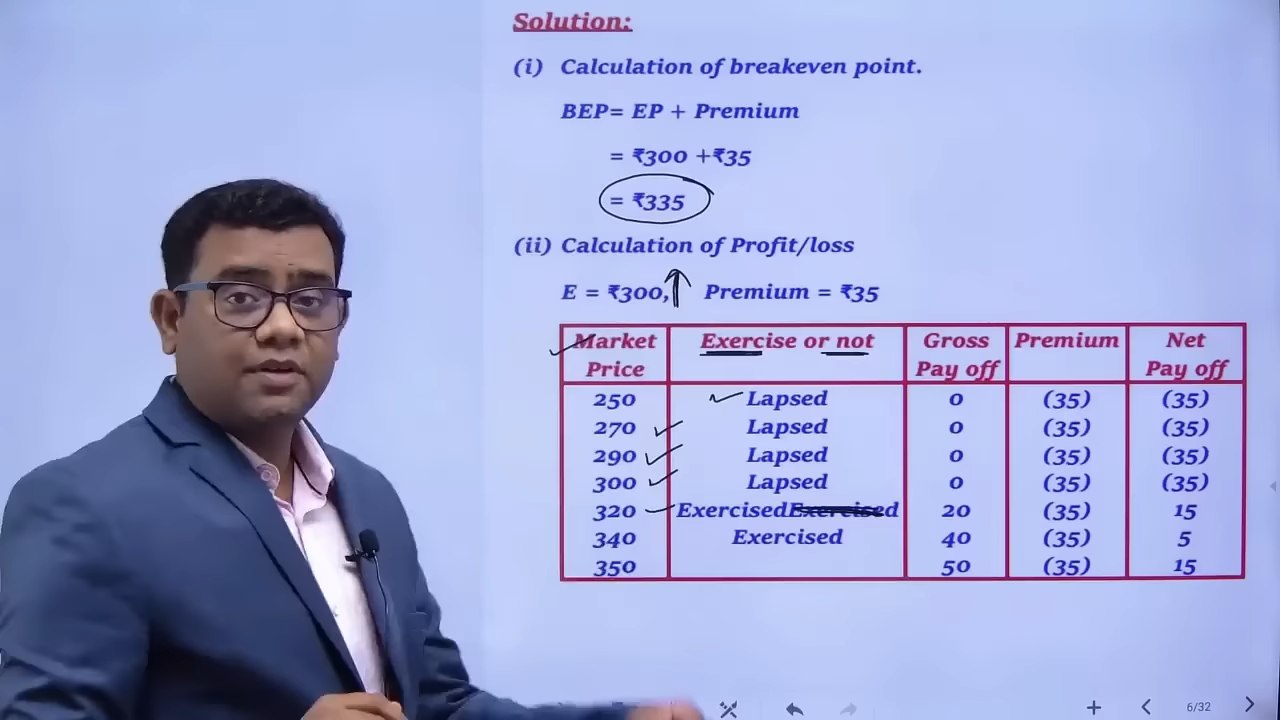 Solution:
(i) Calculation of breakeven point.
BEP= EP + Premium
= ₹300 +₹35
= ₹335
(ii) Calculation of Profit/loss
E = ₹300, Premium = ₹35
Market Price Exercise or not Gross Pay off Premium Net Pay off
250 Lapsed 0 (35) (35)
270 Lapsed 0 (35) (35)
290 Lapsed 0 (35) (35)
300 Lapsed 0 (35) (35)
320 ExercisedExercised 20 (35) 15
340 Exercised 40 (35) 5
350 50 (35) 15
6/32